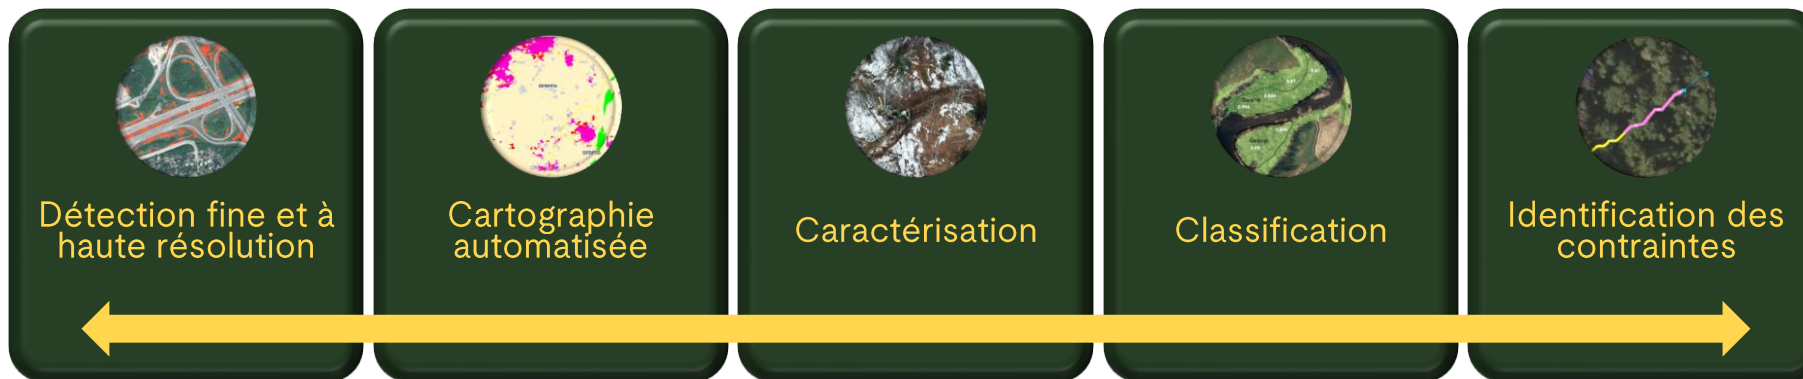 Détection fine et à
haute résolution
Cartographie
automatisée
Caractérisation
Classification
Identification des
contraintes